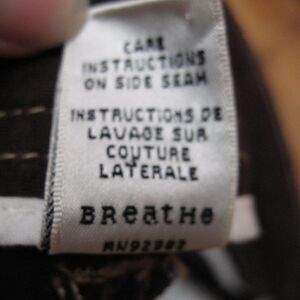 CARE
INSTRUCTIONS
ON SIDE SEAM
INSTRUCTIONS DE
LAVAGE SUR
COUTURE
LATERALE
BReatHe